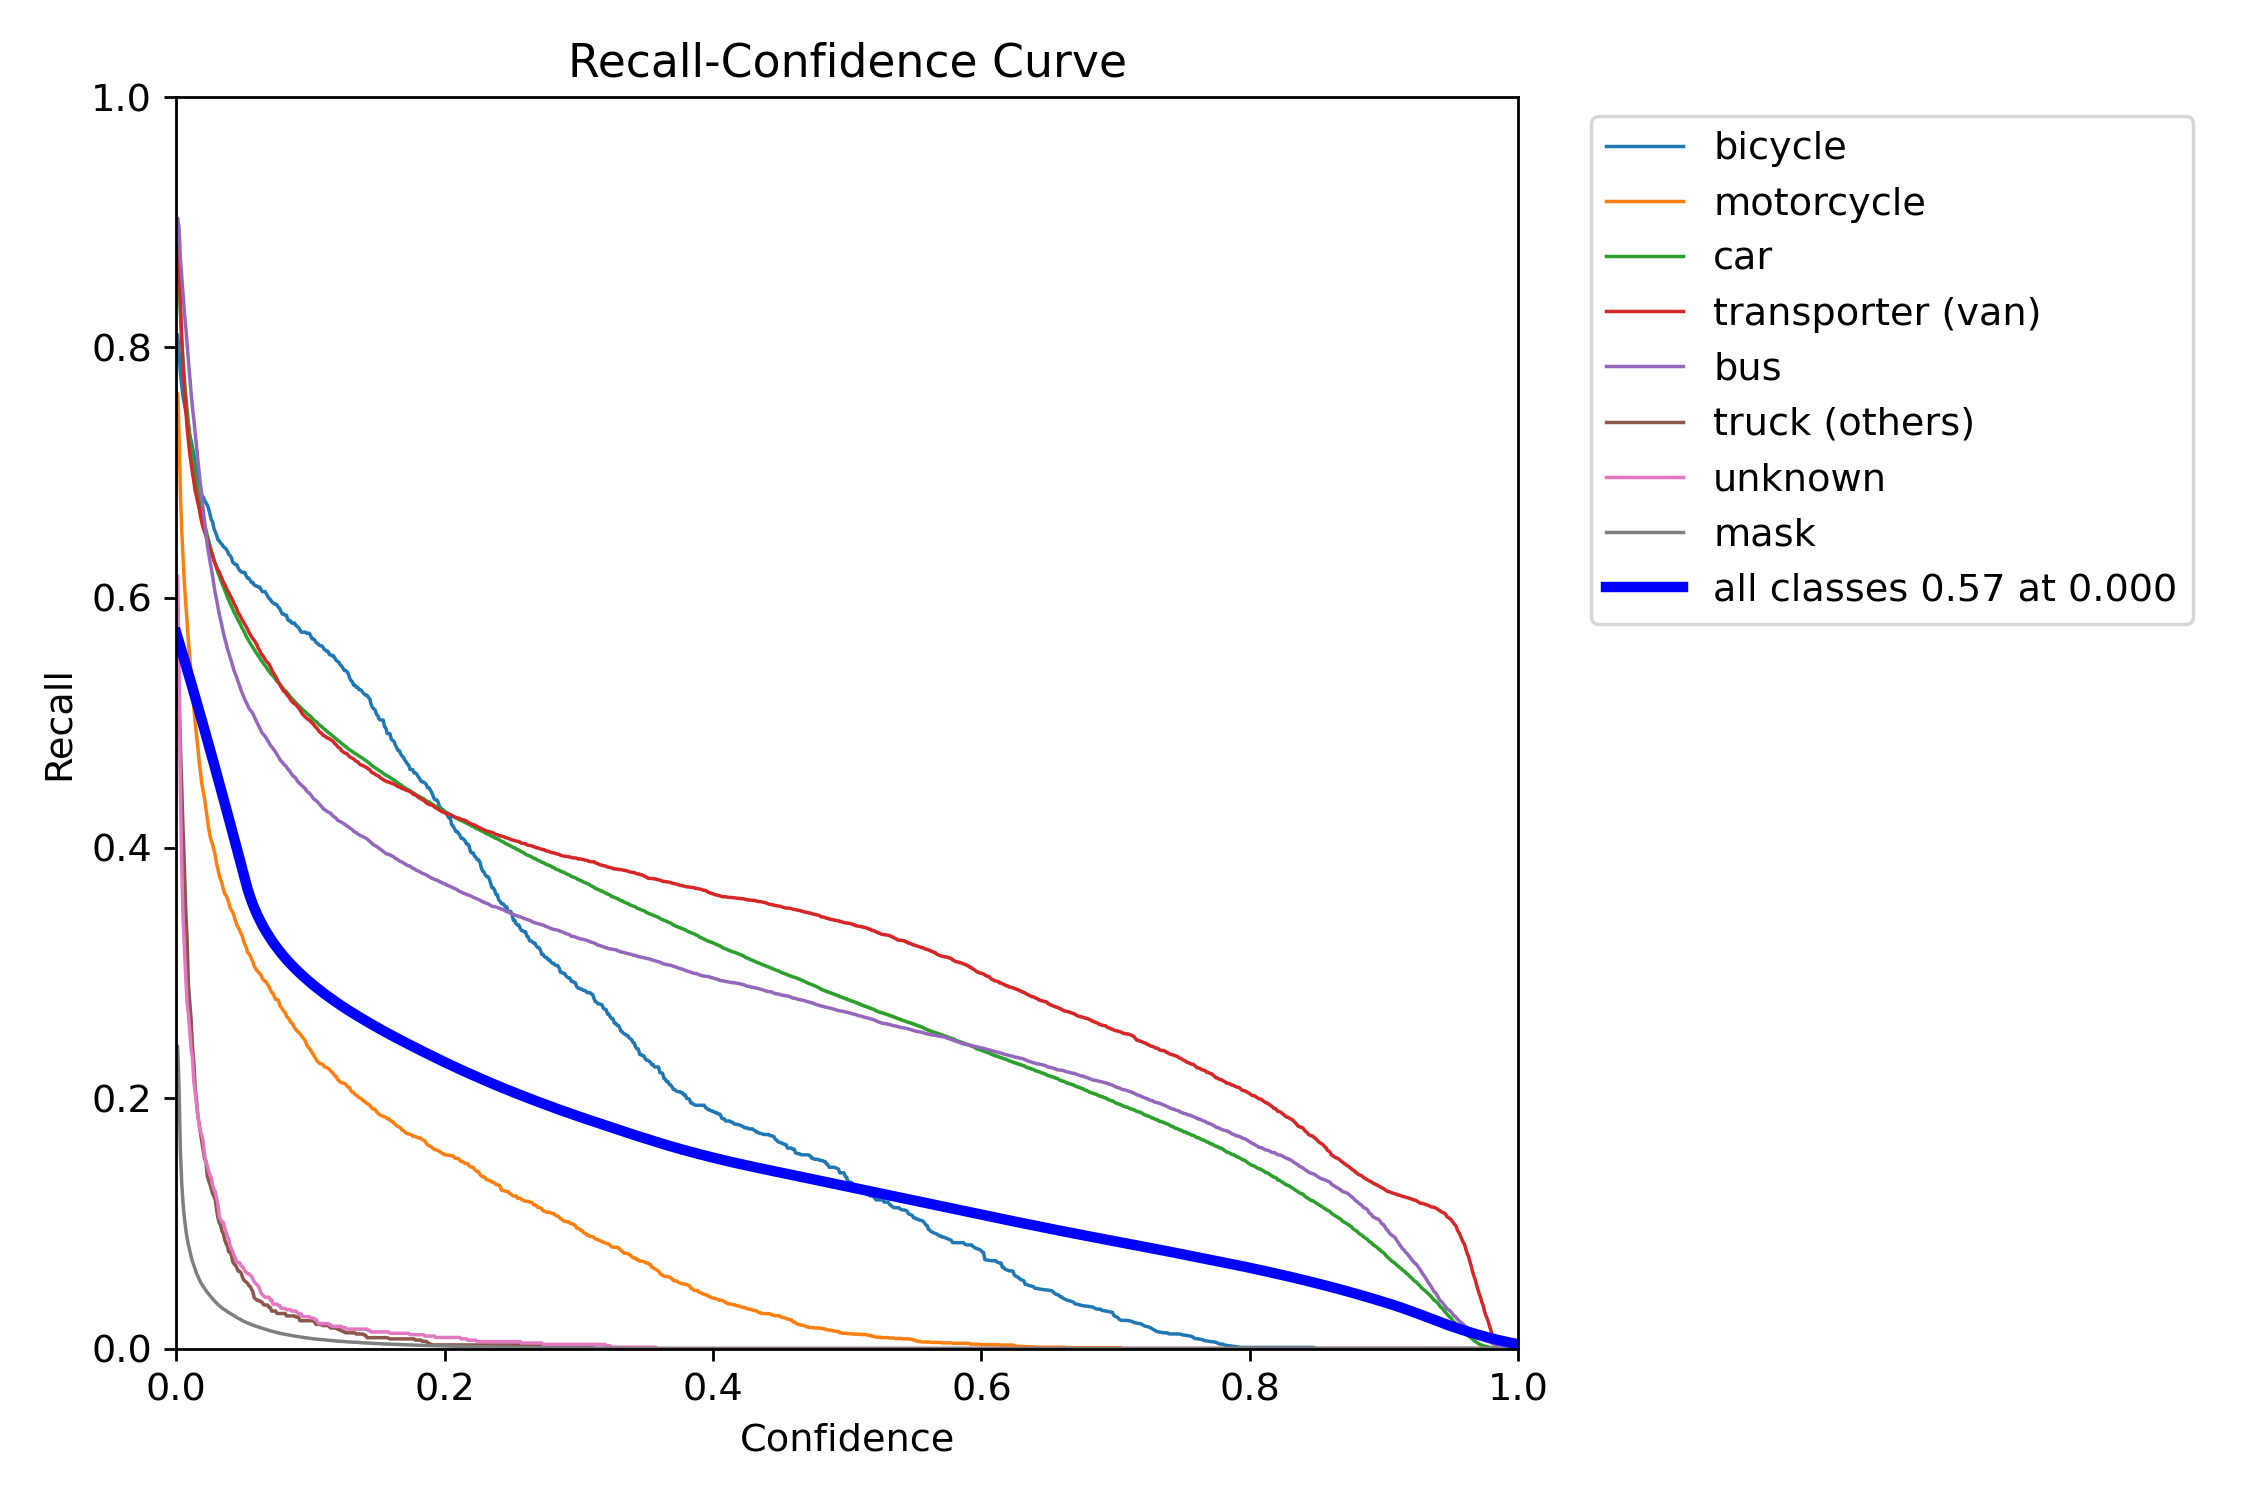 Recall-Confidence Curve
1.0
0.8
0.6
0.4
0.2
0.0
Recall
0.0 0.2 0.4 0.6 0.8 1.0
Confidence
bicycle
motorcycle
car
transporter (van)
bus
truck (others)
unknown
mask
all classes 0.57 at 0.000